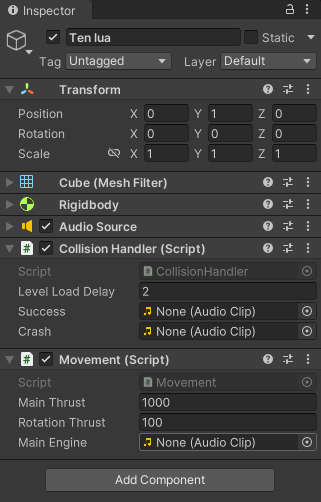 Inspector
Ten lua
Static
Tag Untagged Layer Default
Transform
Position X 0 Y 1 Z 0
Rotation X 0 Y 0 Z 0
Scale X 1 Y 1 Z 1
Cube (Mesh Filter)
Rigidbody
Audio Source
Collision Handler (Script)
Script CollisionHandler
Level Load Delay 2
Success None (Audio Clip)
Crash None (Audio Clip)
Movement (Script)
Script Movement
Main Thrust 1000
Rotation Thrust 100
Main Engine None (Audio Clip)
Add Component